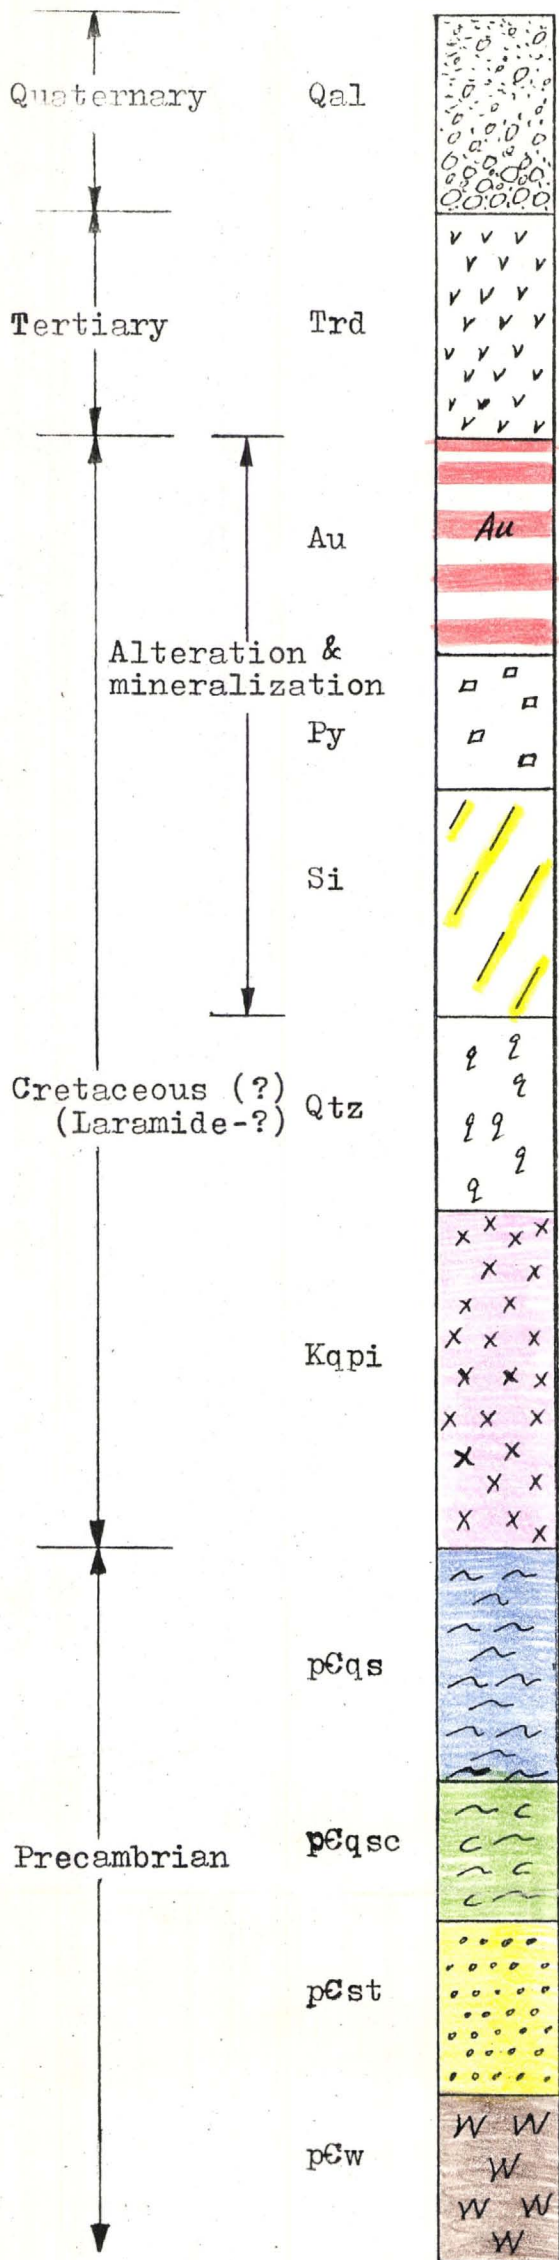 Quaternary Qal
Tertiary Trd
Au Au
Alteration &
mineralization
Py
Si
Cretaceous (?)
(Laramide-?) Qtz
Kqpi
pЄqs
pЄqsc
Precambrian
pЄst
pЄw